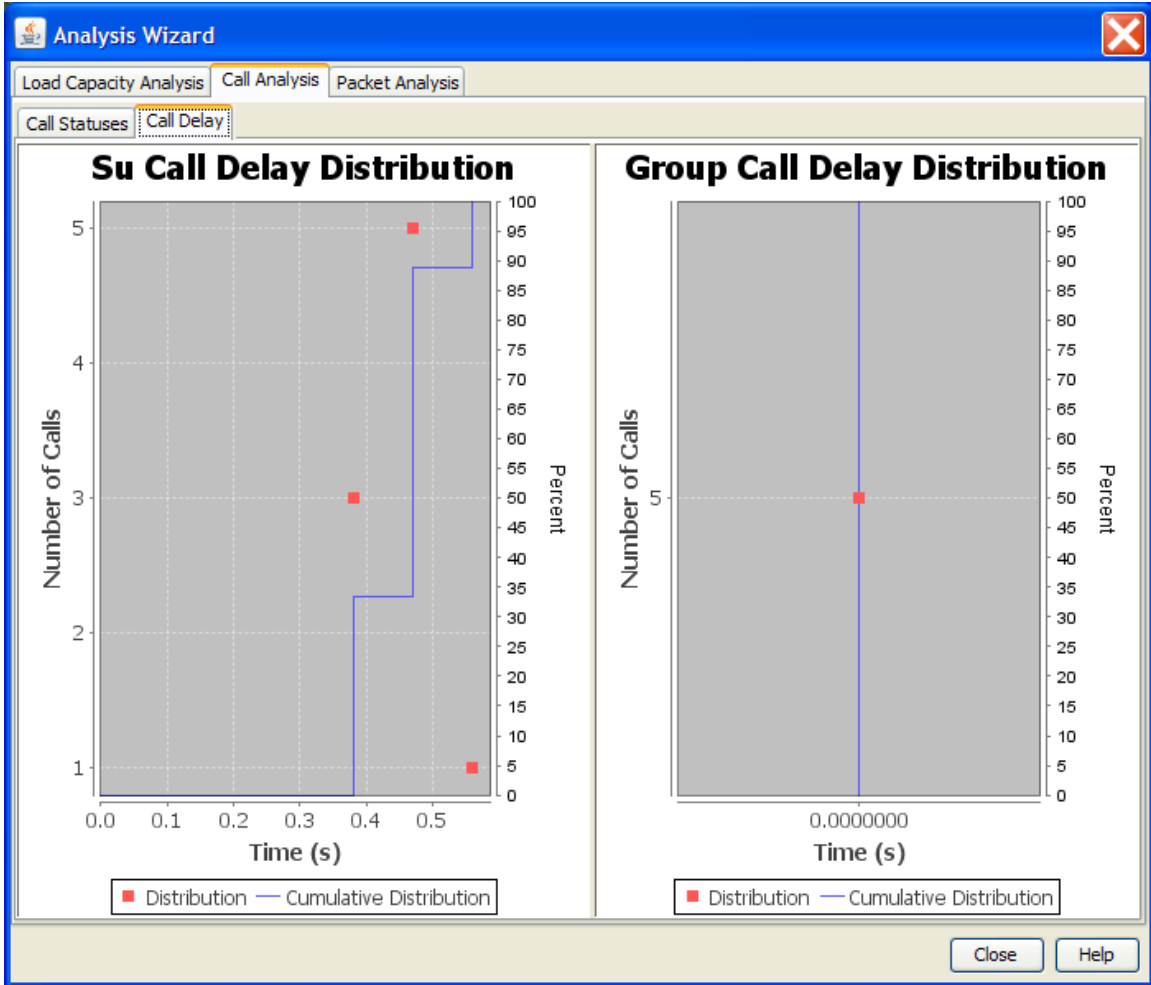 Analysis Wizard
Load Capacity Analysis
Call Analysis
Packet Analysis
Call Statuses
Call Delay
Su Call Delay Distribution
5
4
3
2
1
Number of Calls
100
95
90
85
80
75
70
65
60
55
50
45
40
35
30
25
20
15
10
5
0
Percent
0.0 0.1 0.2 0.3 0.4 0.5
Time (s)
Distribution Cumulative Distribution
Group Call Delay Distribution
5
Number of Calls
100
95
90
85
80
75
70
65
60
55
50
45
40
35
30
25
20
15
10
5
0
Percent
0.0000000
Time (s)
Distribution Cumulative Distribution
Close
Help